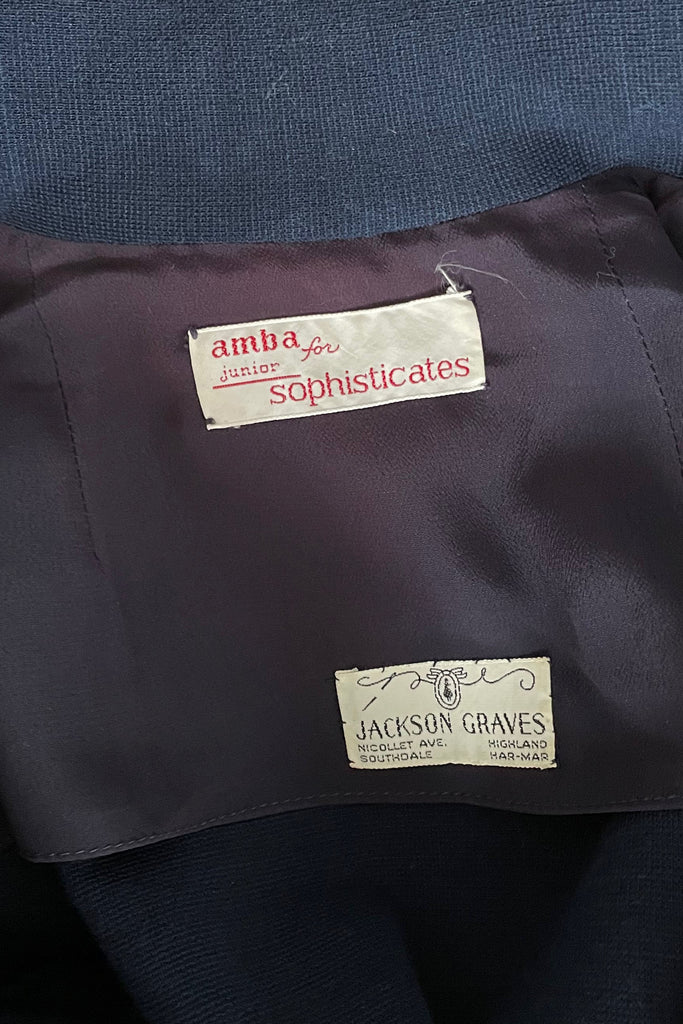 amba for
junior
sophisticates
JACKSON GRAVES
NICOLLET AVE. HIGHLAND
SOUTHDALE HAR-MAR